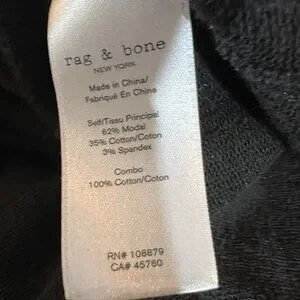 rag & bone
NEW YORK
Made in China/
Fabriqué En Chine
Self/Tissu Principal
62% Modal
35% Cotton/Coton
3% Spandex
Combo
100% Cotton/Coton
RN# 108879
CA# 45760